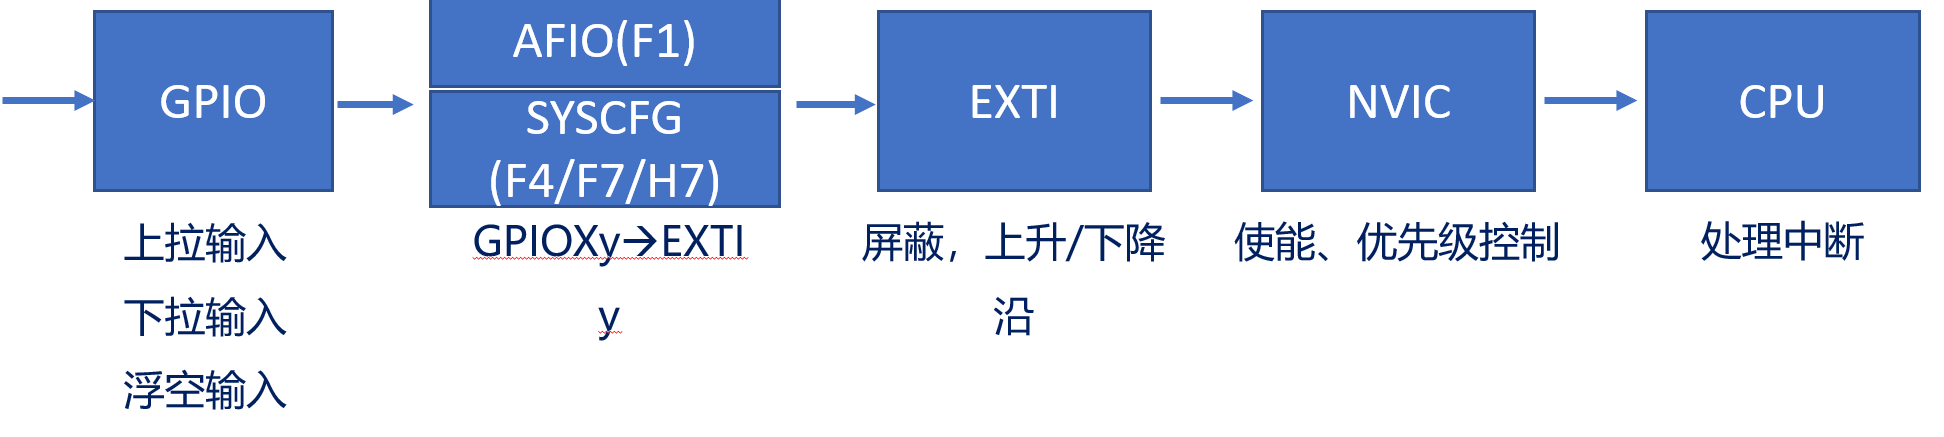 GPIO
AFIO(F1)
SYSCFG
(F4/F7/H7)
EXTI
NVIC
CPU
上拉输入
下拉输入
浮空输入
GPIOXy→EXTI
y
屏蔽，上升/下降
沿
使能、优先级控制
处理中断